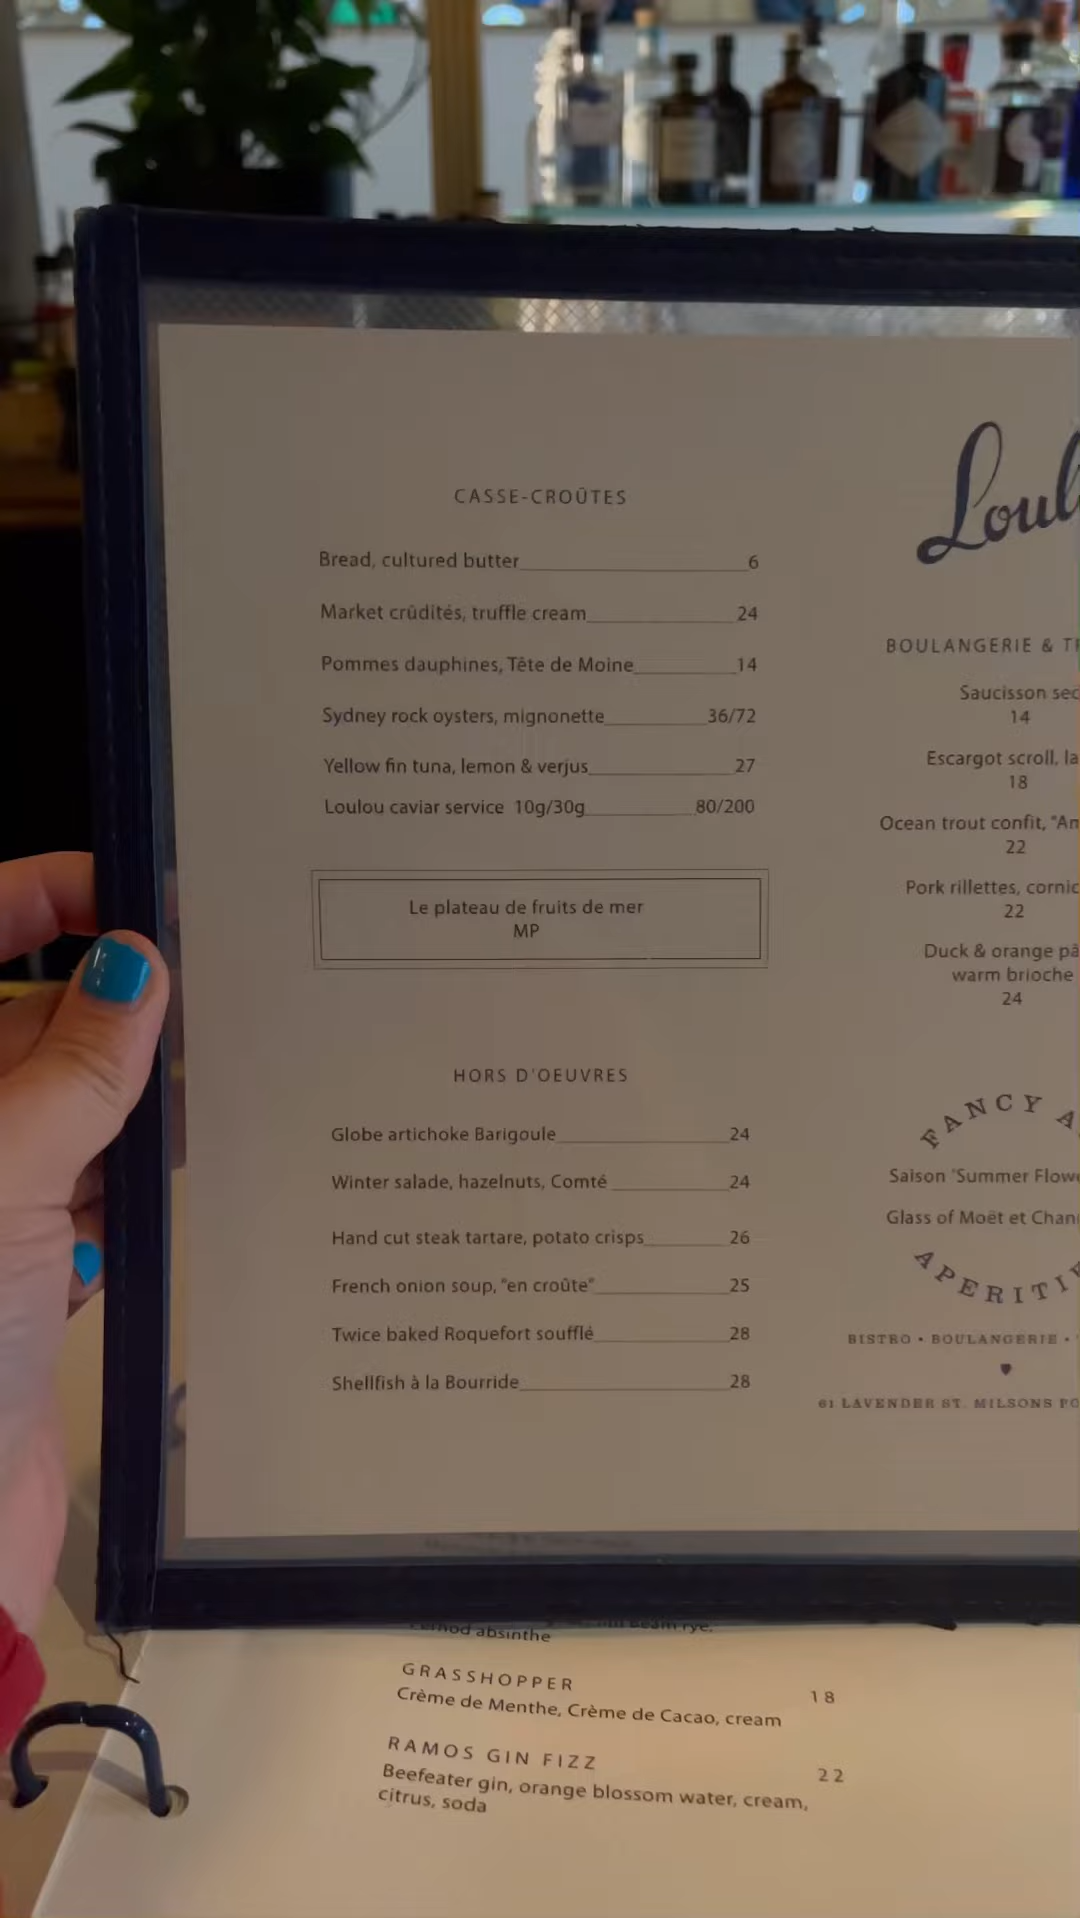 CASSE-CROÛTES
Bread, cultured butter 6
Market crûdités, truffle cream 24
Pommes dauphines, Tête de Moine 14
Sydney rock oysters, mignonette 36/72
Yellow fin tuna, lemon & verjus 27
Loulou caviar service 10g/30g 80/200
Le plateau de fruits de mer
MP
HORS D'OEUVRES
Globe artichoke Barigoule 24
Winter salade, hazelnuts, Comté 24
Hand cut steak tartare, potato crisps 26
French onion soup, "en croûte" 25
Twice baked Roquefort soufflé 28
Shellfish à la Bourride 28
Loul
BOULANGERIE &
Saucisson sec
14
Escargot scroll,
18
Ocean trout confit,
22
Pork rillettes,
22
Duck & orange
warm brioche
24
FANCY
Saison 'Summer
Glass of Moët et
BISTRO • BOULANGERIE •
61 LAVENDER ST. MILSONS
absinthe
GRASSHOPPER 18
Crème de Menthe, Crème de Cacao, cream
RAMOS GIN FIZZ 22
Beefeater gin, orange blossom water, cream,
citrus, soda